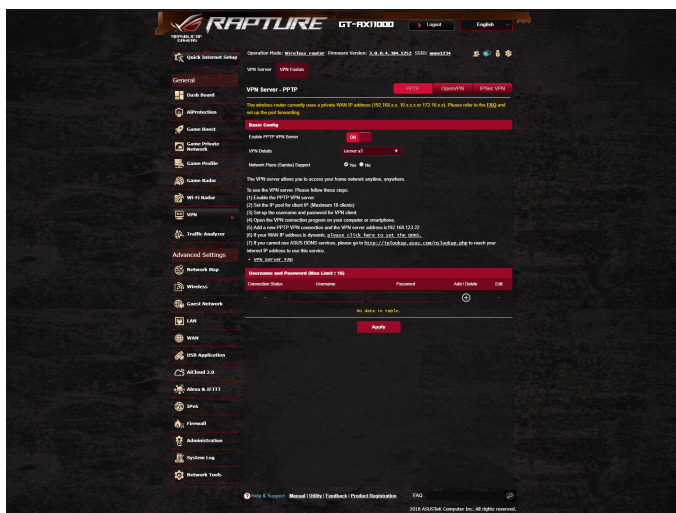 RAPTURE GT-AX11000 Logout English
REPUBLIC OF GAMERS
Quick Internet Setup
General
Dash Board
AiProtection
Game Boost
Game Private Network
Game Profile
Game Radar
Wi-Fi Radar
VPN
Traffic Analyzer
Advanced Settings
Network Map
Wireless
Guest Network
LAN
WAN
USB Application
AiCloud 2.0
Alexa & IFTTT
IPv6
Firewall
Administration
System Log
Network Tools
Operation Mode: Wireless router Firmware Version: 3.0.0.4.384_5253 SSID:
VPN Server VPN Fusion
VPN Server - PPTP PPTP OpenVPN IPSec VPN
The wireless router currently uses a private WAN IP address (192.168.x.x, 10.x.x.x or 172.16.x.x). Please refer to the FAQ and
set up the port forwarding.
Basic Config
Enable PPTP VPN Server ON
VPN Details General
Network Place (Samba) Support Yes No
The VPN server allows you to access your home network anytime, anywhere.
To use the VPN server. Please follow these steps:
(1) Enable the PPTP VPN server
(2) Set the IP pool for client IP. (Maximum 10 clients)
(3) Set up the username and password for VPN client
(4) Open the VPN connection program on your computer or smartphone.
(5) Add a new PPTP VPN connection and the VPN server address is192.168.123.22
(6) If your WAN IP address is dynamic, please click here to set the DDNS.
(7) If you cannot use ASUS DDNS services, please go to http://iplookup.asus.com/nslookup.php to reach your
internet IP address to use this service.
• VPN Server FAQ
Username and Password (Max Limit : 16)
Connection Status Username Password Add / Delete Edit
- -
No data in table.
Apply
Help & Support Manual | Utility | Feedback | Product Registration FAQ
2018 ASUSTeK Computer Inc. All rights reserved.